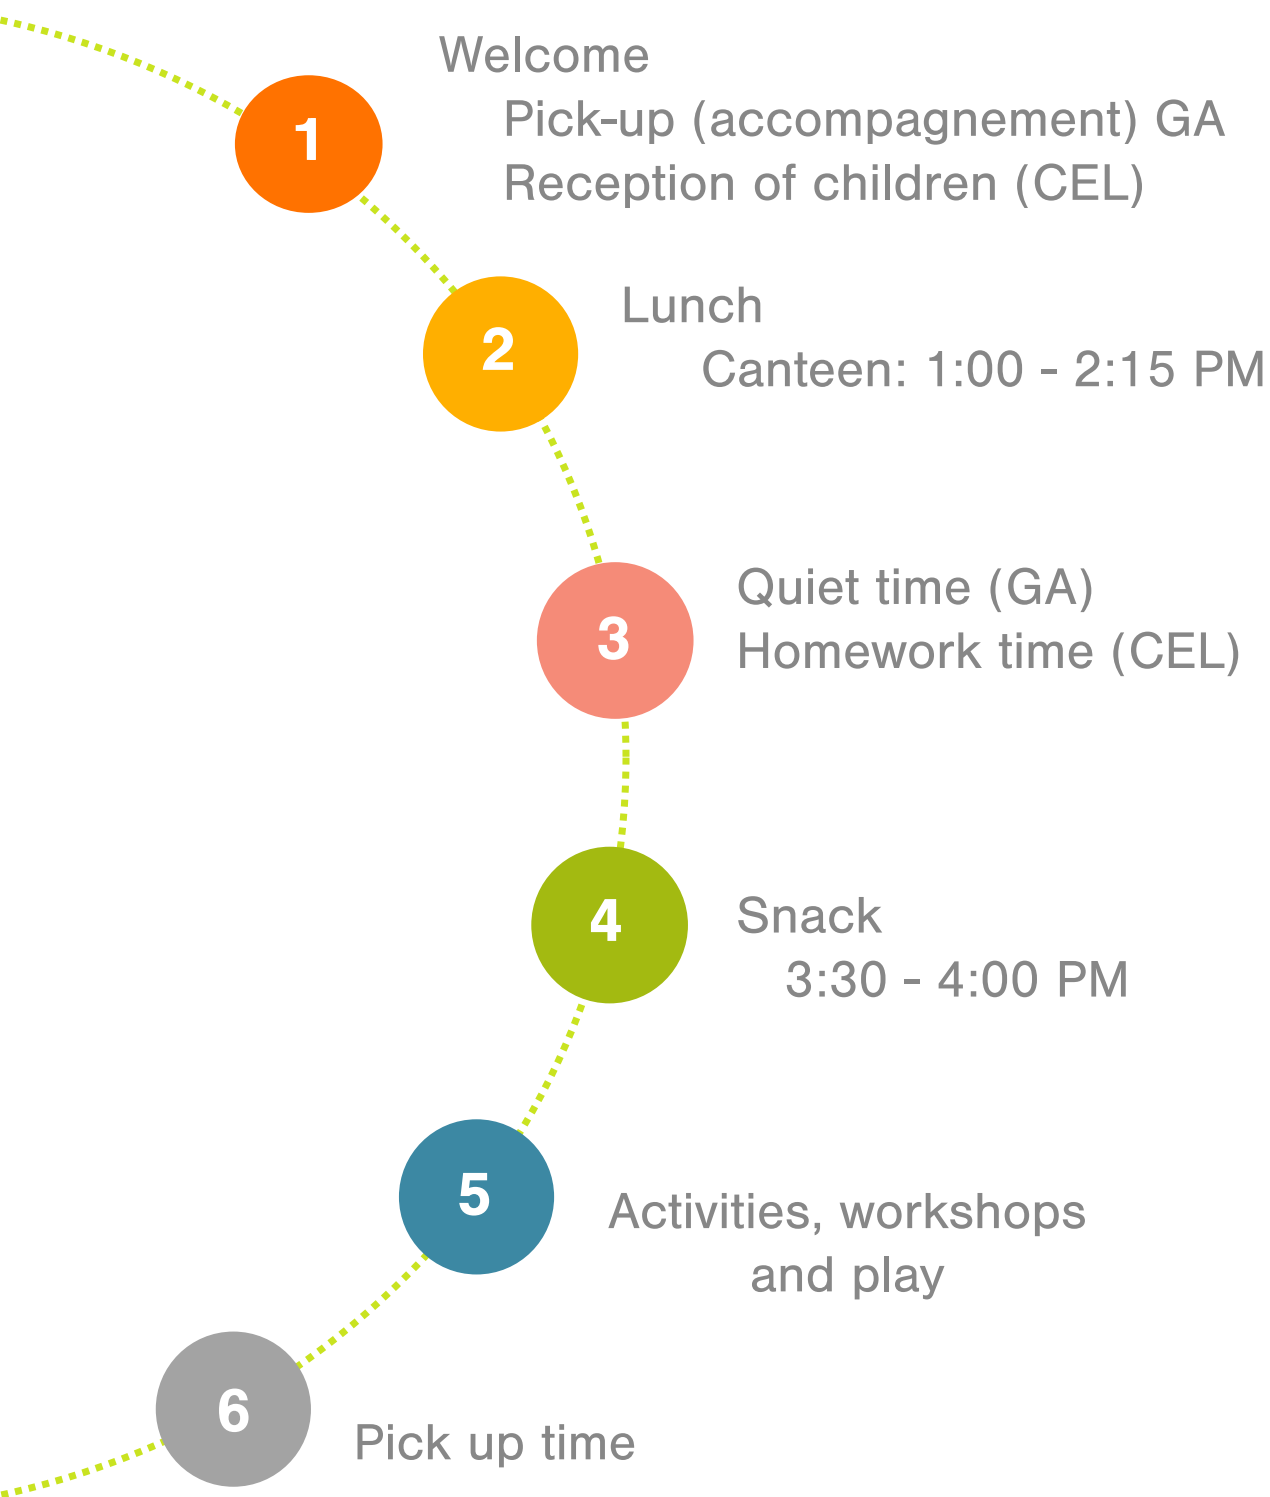 1
Welcome
Pick-up (accompagnement) GA
Reception of children (CEL)
2
Lunch
Canteen: 1:00 - 2:15 PM
3
Quiet time (GA)
Homework time (CEL)
4
Snack
3:30 - 4:00 PM
5
Activities, workshops
and play
6
Pick up time